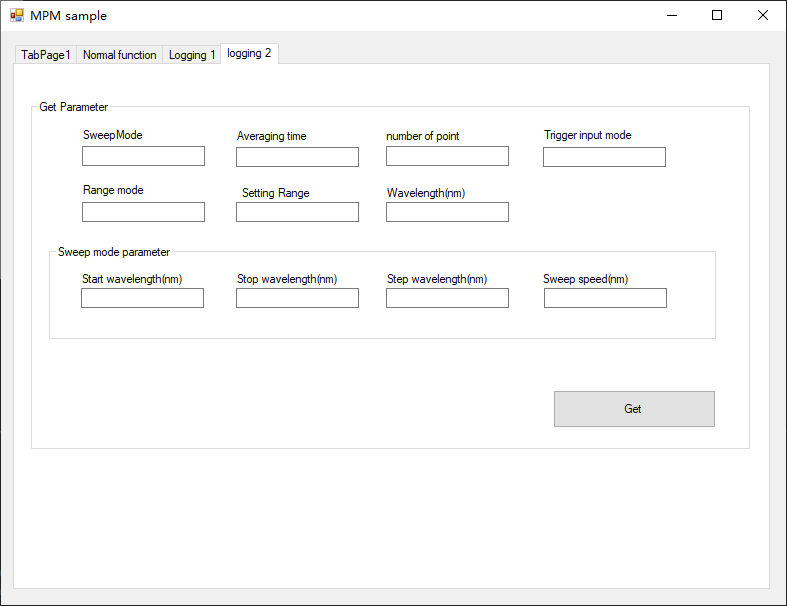 MPM sample
TabPage1 Normal function Logging 1 logging 2
Get Parameter
SweepMode Averaging time number of point Trigger input mode
Range mode Setting Range Wavelength(nm)
Sweep mode parameter
Start wavelength(nm) Stop wavelength(nm) Step wavelength(nm) Sweep speed(nm)
Get